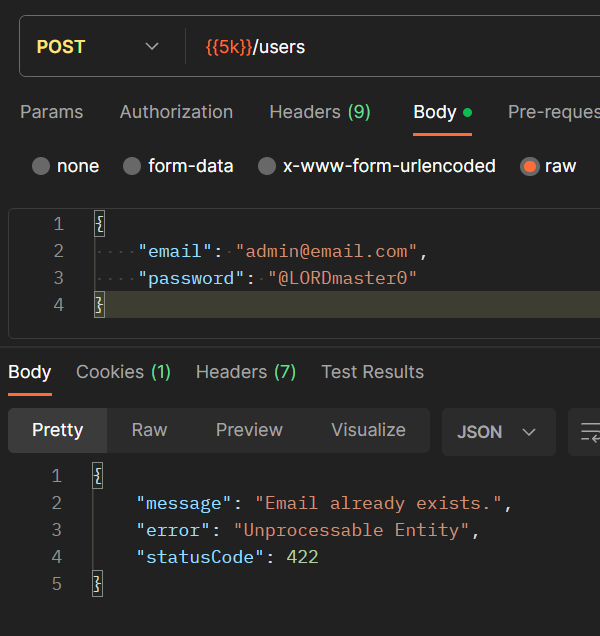 POST {{5k}}/users
Params Authorization Headers (9) Body Pre-reques
none form-data x-www-form-urlencoded raw
1 {
2 "email": "admin@email.com",
3 "password": "@LORDmaster0"
4 }
Body Cookies (1) Headers (7) Test Results
Pretty Raw Preview Visualize JSON
1 {
2 "message": "Email already exists.",
3 "error": "Unprocessable Entity",
4 "statusCode": 422
5 }